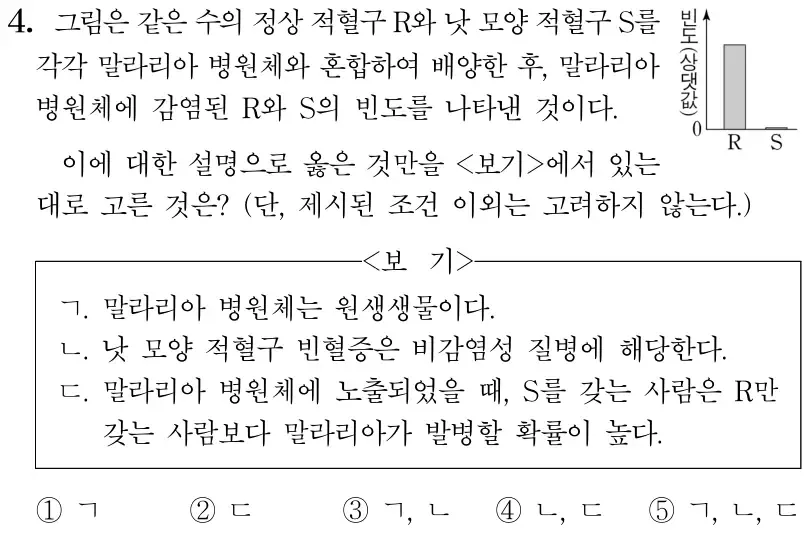 4. 그림은 같은 수의 정상 적혈구 R와 낫 모양 적혈구 S를
각각 말라리아 병원체와 혼합하여 배양한 후, 말라리아
병원체에 감염된 R와 S의 빈도를 나타낸 것이다.
빈도(상댓값)
0
R S
이에 대한 설명으로 옳은 것만을 <보기>에서 있는
대로 고른 것은? (단, 제시된 조건 이외는 고려하지 않는다.)
<보 기>
ㄱ. 말라리아 병원체는 원생생물이다.
ㄴ. 낫 모양 적혈구 빈혈증은 비감염성 질병에 해당한다.
ㄷ. 말라리아 병원체에 노출되었을 때, S를 갖는 사람은 R만
갖는 사람보다 말라리아가 발병할 확률이 높다.
① ㄱ ② ㄷ ③ ㄱ, ㄴ ④ ㄴ, ㄷ ⑤ ㄱ, ㄴ, ㄷ